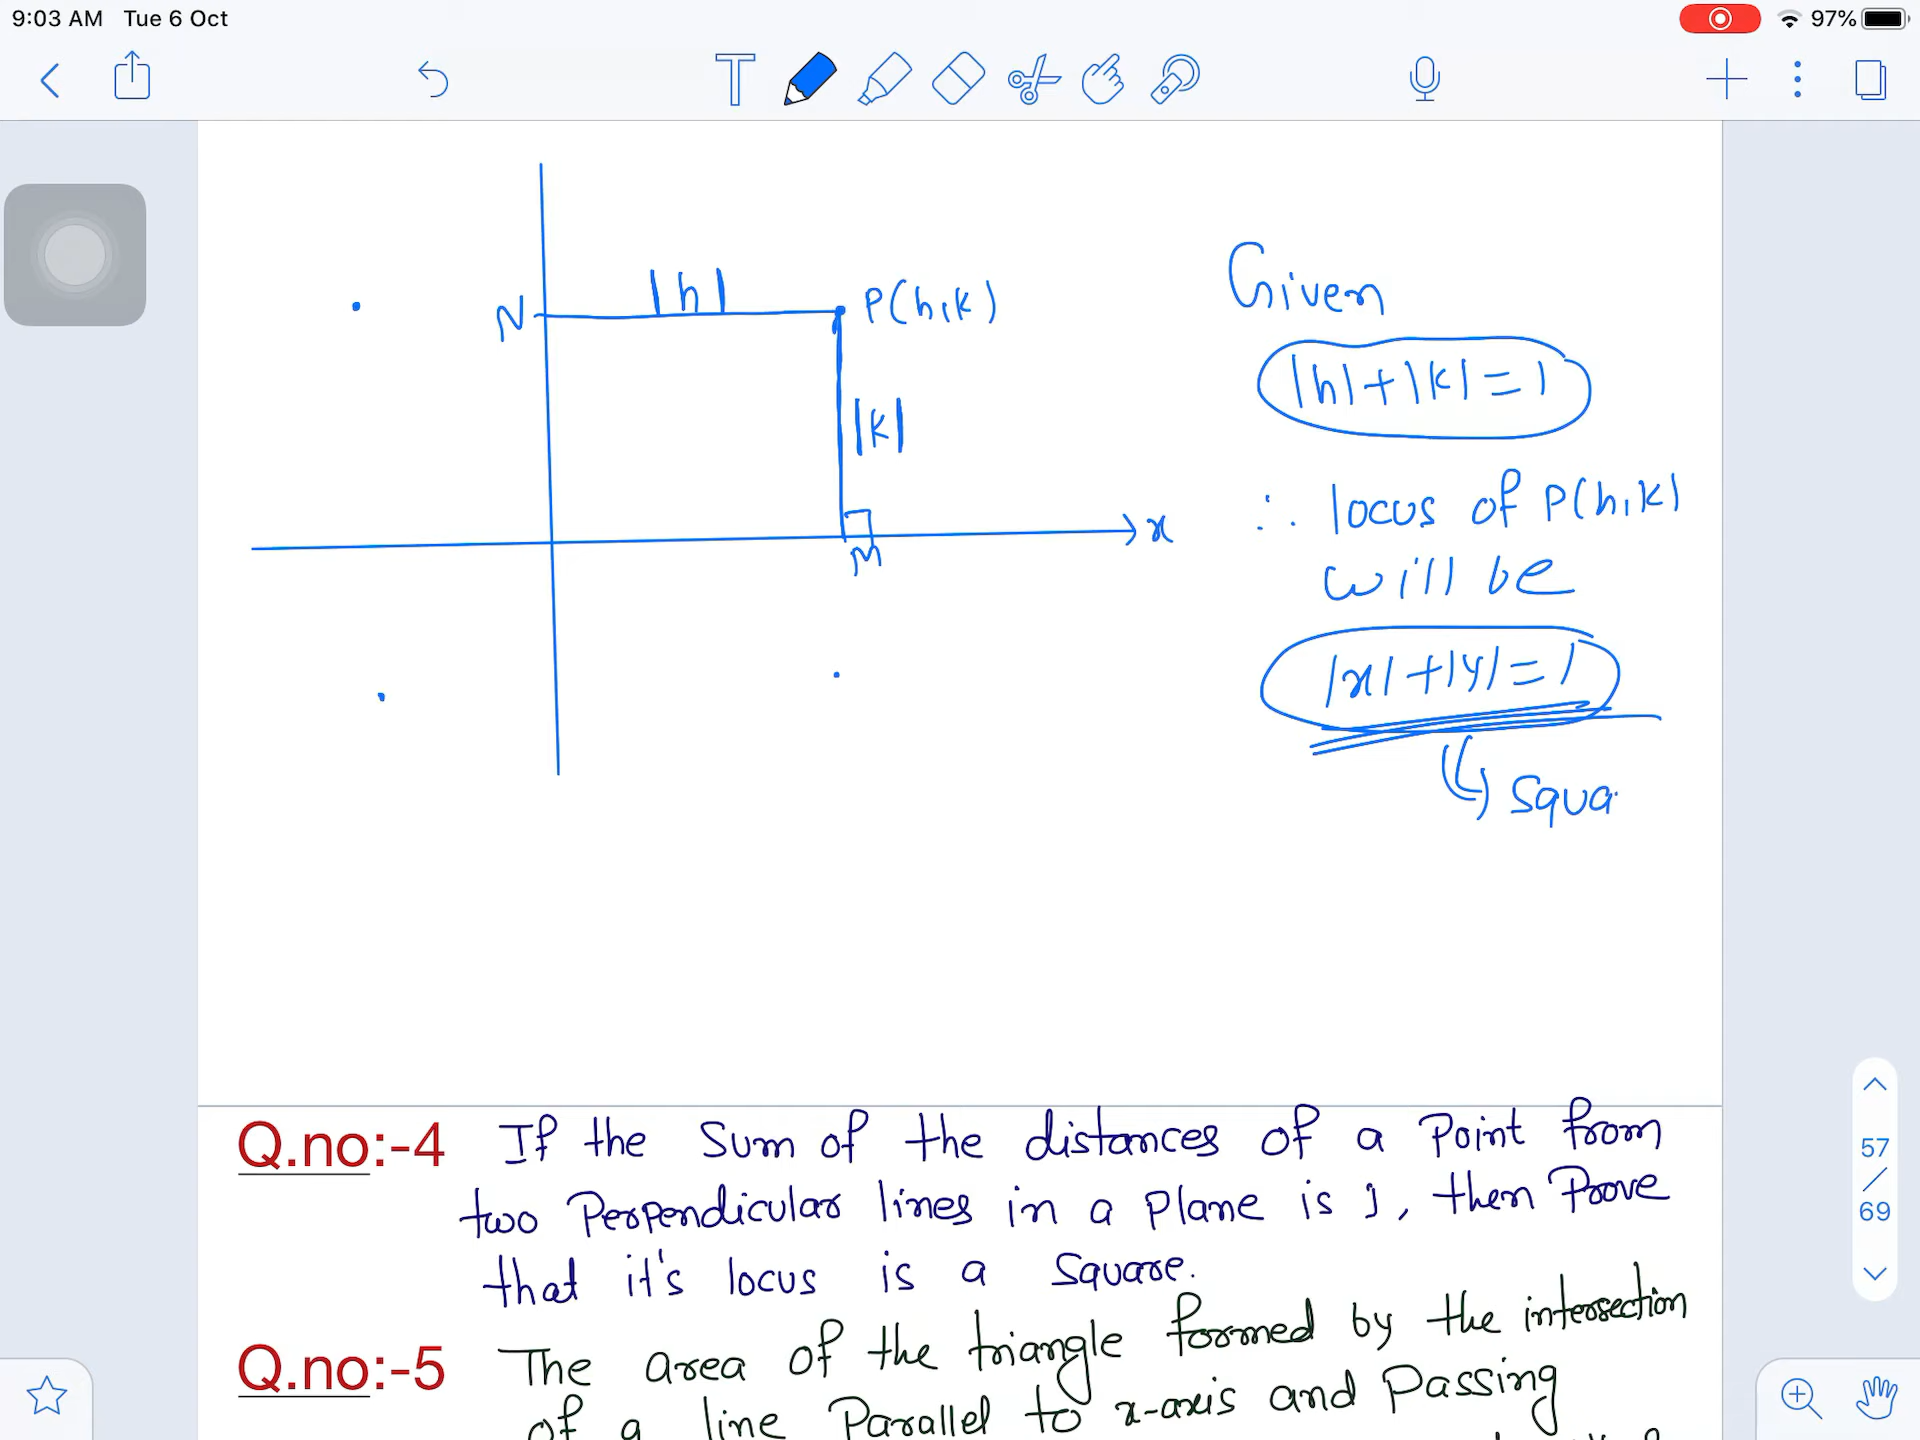 9:03 AM Tue 6 Oct
97%
T
N
|h|
P(h,k)
|k|
M
x
Given
|h|+|k|=1
∴ locus of P(h,k)
will be
|x|+|y|=1
Squa
Q.no:-4 If the Sum of the distances of a Point from
two Perpendicular lines in a Plane is 1, then Prove
that it's locus is a Square.
Q.no:-5 The area of the triangle formed by the intersection
of a line Parallel to x-axis and Passing
57
/
69